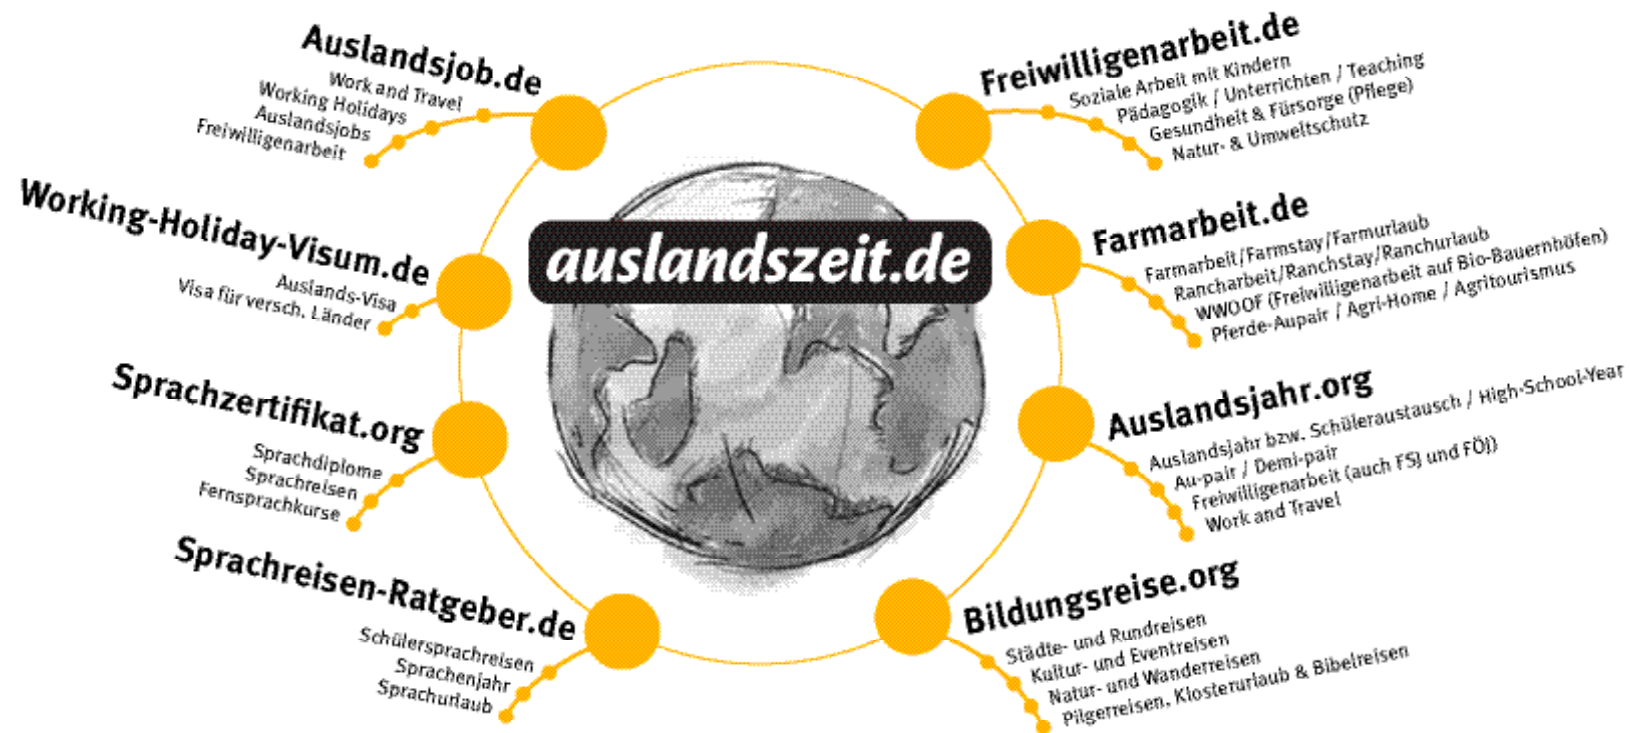 Auslandsjob.de
Work and Travel
Working Holidays
Auslandsjobs
Freiwilligenarbeit
Working-Holiday-Visum.de
Auslands-Visa
Visa für versch. Länder
Sprachzertifikat.org
Sprachdiplome
Sprachreisen
Fernsprachkurse
Sprachreisen-Ratgeber.de
Schülersprachreisen
Sprachenjahr
Sprachurlaub
auslandszeit.de
Freiwilligenarbeit.de
Soziale Arbeit mit Kindern
Pädagogik / Unterrichten / Teaching
Gesundheit & Fürsorge (Pflege)
Natur- & Umweltschutz
Farmarbeit.de
Farmarbeit/Farmstay/Farmurlaub
Rancharbeit/Ranchstay/Ranchurlaub
WWOOF (Freiwilligenarbeit auf Bio-Bauernhöfen)
Pferde-Aupair / Agri-Home / Agritourismus
Auslandsjahr.org
Auslandsjahr bzw. Schüleraustausch / High-School-Year
Au-pair / Demi-pair
Freiwilligenarbeit (auch FSJ und FÖJ)
Work and Travel
Bildungsreise.org
Städte- und Rundreisen
Kultur- und Eventreisen
Natur- und Wanderreisen
Pilgerreisen, Klosterurlaub & Bibelreisen